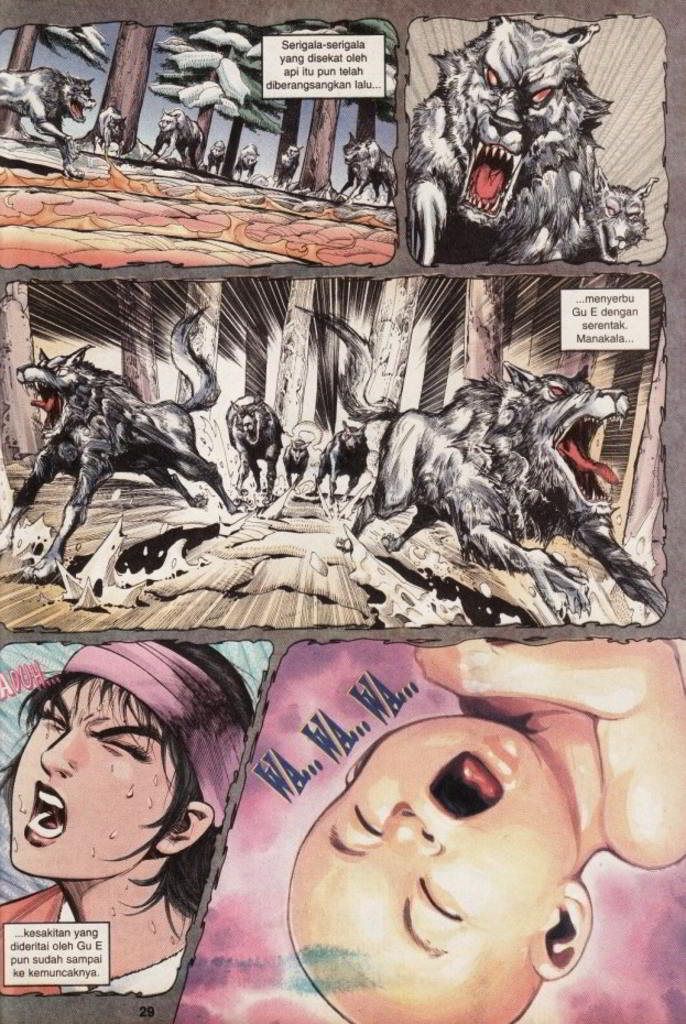 Serigala-serigala
yang disekat oleh
api itu pun telah
diberangsangkan lalu...
...menyerbu
Gu E dengan
serentak.
Manakala...
ADUH...
...kesakitan yang
dideritai oleh Gu E
pun sudah sampai
ke kemuncaknya.
WA... WA... WA...
29